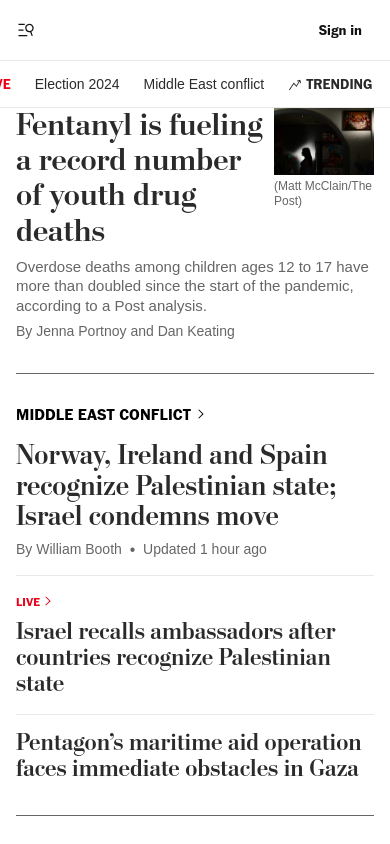 Sign in
VE
Election 2024
Middle East conflict
TRENDING
Fentanyl is fueling
a record number
of youth drug
deaths
(Matt McClain/The
Post)
Overdose deaths among children ages 12 to 17 have
more than doubled since the start of the pandemic,
according to a Post analysis.
By Jenna Portnoy and Dan Keating
MIDDLE EAST CONFLICT
Norway, Ireland and Spain
recognize Palestinian state;
Israel condemns move
By William Booth • Updated 1 hour ago
LIVE
Israel recalls ambassadors after
countries recognize Palestinian
state
Pentagon’s maritime aid operation
faces immediate obstacles in Gaza